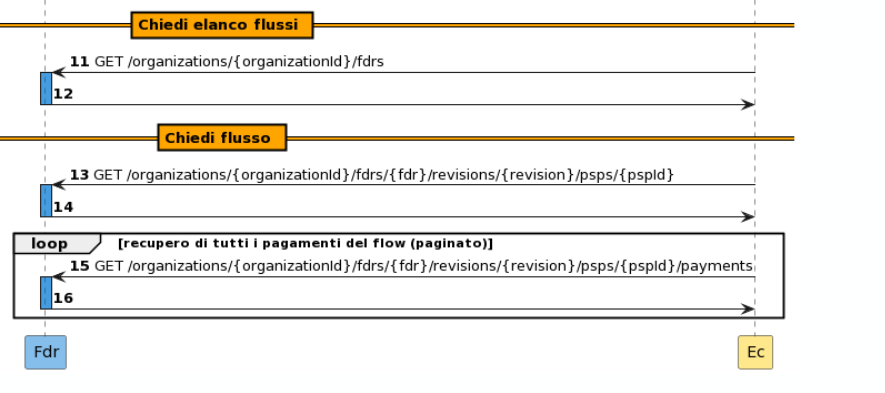 Chiedi elanco flussi
11 GET /organizations/{organizationId}/fdrs
12
Chiedi flusso
13 GET /organizations/{organizationId}/fdrs/{fdr}/revisions/{revision}/psps/{pspId}
14
loop [recupero di tutti i pagamenti del flow (paginato)]
15 GET /organizations/{organizationId}/fdrs/{fdr}/revisions/{revision}/psps/{pspId}/payments
16
Fdr Ec